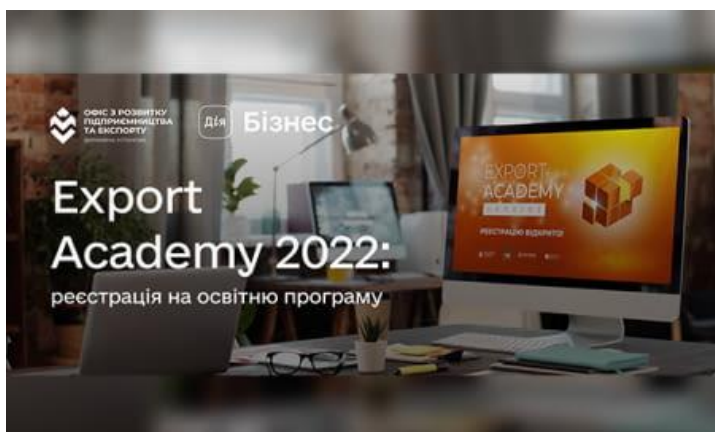 ОФІС З РОЗВИТКУ
ПІДПРИЄМНИЦТВА
ТА ЕКСПОРТУ
Дія
Бізнес
Export
Academy 2022:
реєстрація на освітню програму
EXPORT
ACADEMY
РЕЄСТРАЦІЮ ВІДКРИТО!